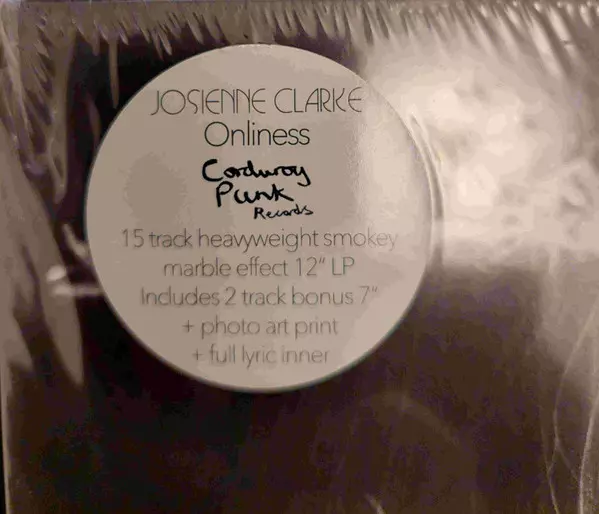 JOSIENNE CLARKE
Onliness
Corduroy
Punk
Records
15 track heavyweight smokey
marble effect 12" LP
Includes 2 track bonus 7"
+ photo art print
+ full lyric inner